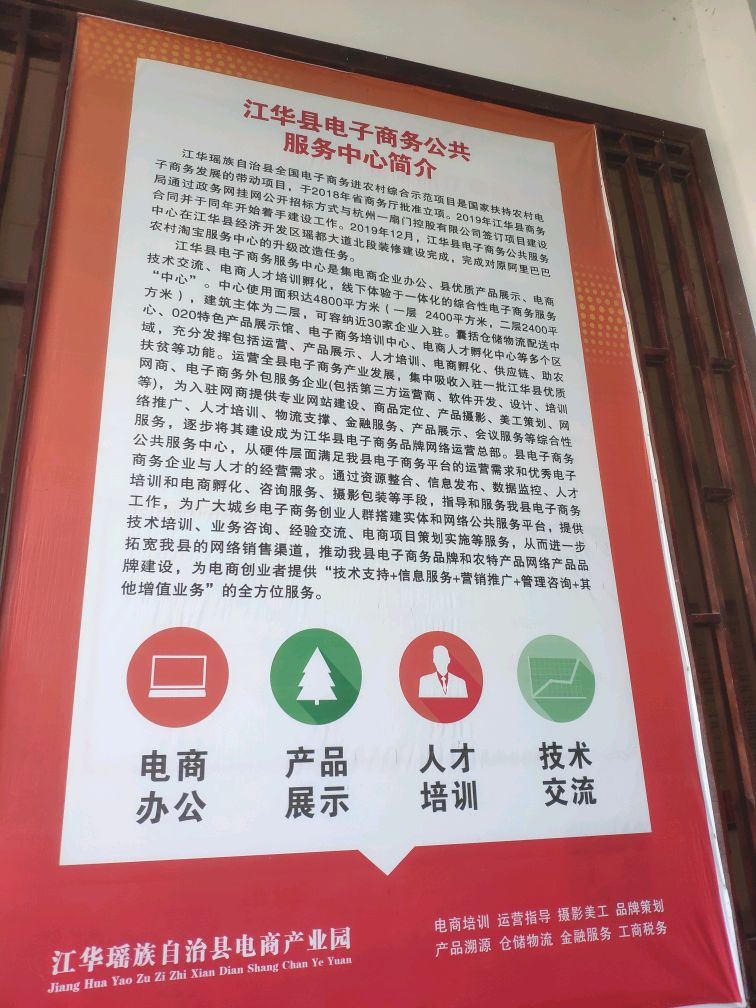 江华县电子商务公共
服务中心简介
江华瑶族自治县全国电子商务进农村综合示范项目是国家扶持农村电
子商务发展的带动项目，于2018年省商务厅批准立项。2019年江华县商务
局通过政务网挂网公开招标方式与杭州一扇门控股有限公司签订项目建设
合同并于同年开始着手建设工作。2019年12月，江华县电子商务公共服务
中心在江华县经济开发区瑶都大道北段装修建设完成，完成对原阿里巴巴
农村淘宝服务中心的升级改造任务。
江华县电子商务服务中心是集电商企业办公、县优质产品展示、电商
技术交流、电商人才培训孵化，线下体验于一体化的综合性电子商务服务
“中心”。中心使用面积达4800平方米（一层 2400平方米，二层2400平
方米），建筑主体为二层，可容纳近30家企业入驻。囊括仓储物流配送中
心、020特色产品展示馆、电子商务培训中心、电商人才孵化中心等多个区
域，充分发挥包括运营、产品展示、人才培训、电商孵化、供应链、助农
扶贫等功能。运营全县电子商务产业发展，集中吸收入驻一批江华县优质
网商、电子商务外包服务企业(包括第三方运营商、软件开发、设计、培训
等)，为入驻网商提供专业网站建设、商品定位、产品摄影、美工策划、网
络推广、人才培训、物流支撑、金融服务、产品展示、会议服务等综合性
服务，逐步将其建设成为江华县电子商务品牌网络运营总部。县电子商务
公共服务中心，从硬件层面满足我县电子商务平台的运营需求和优秀电子
商务企业与人才的经营需求。通过资源整合、信息发布、数据监控、人才
培训和电商孵化、咨询服务、摄影包装等手段，指导和服务我县电子商务
工作，为广大城乡电子商务创业人群搭建实体和网络公共服务平台，提供
技术培训、业务咨询、经验交流、电商项目策划实施等服务，从而进一步
拓宽我县的网络销售渠道，推动我县电子商务品牌和农特产品网络产品品
牌建设，为电商创业者提供“技术支持+信息服务+营销推广+管理咨询+其
他增值业务”的全方位服务。
电商
办公
产品
展示
人才
培训
技术
交流
江华瑶族自治县电商产业园
Jiang Hua Yao Zu Zi Zhi Xian Dian Shang Chan Ye Yuan
电商培训 运营指导 摄影美工 品牌策划
产品溯源 仓储物流 金融服务 工商税务